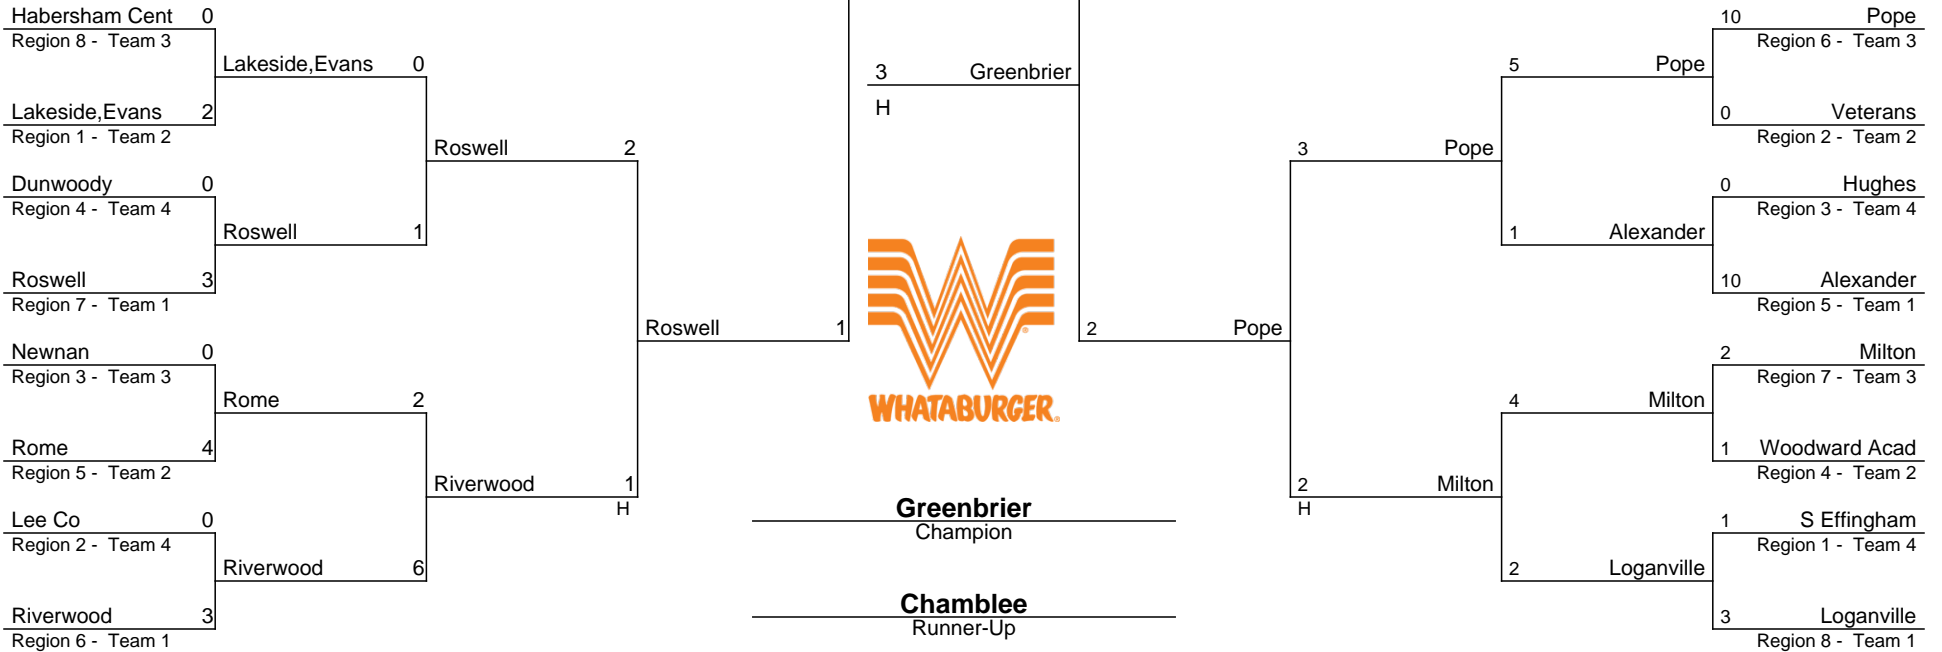 Habersham Cent 0
Region 8 - Team 3
Lakeside,Evans 0
Lakeside,Evans 2
Region 1 - Team 2
Roswell 2
Dunwoody 0
Region 4 - Team 4
Roswell 1
Roswell 3
Region 7 - Team 1
Roswell 1
Newnan 0
Region 3 - Team 3
Rome 2
Rome 4
Region 5 - Team 2
Riverwood 1
H
Lee Co 0
Region 2 - Team 4
Riverwood 6
Riverwood 3
Region 6 - Team 1
3 Greenbrier
H
WHATABURGER®
Greenbrier
Champion
Chamblee
Runner-Up
10 Pope
Region 6 - Team 3
5 Pope
0 Veterans
Region 2 - Team 2
3 Pope
0 Hughes
Region 3 - Team 4
1 Alexander
10 Alexander
Region 5 - Team 1
2 Pope
2 Milton
Region 7 - Team 3
4 Milton
1 Woodward Acad
Region 4 - Team 2
2 Milton
H
1 S Effingham
Region 1 - Team 4
2 Loganville
3 Loganville
Region 8 - Team 1